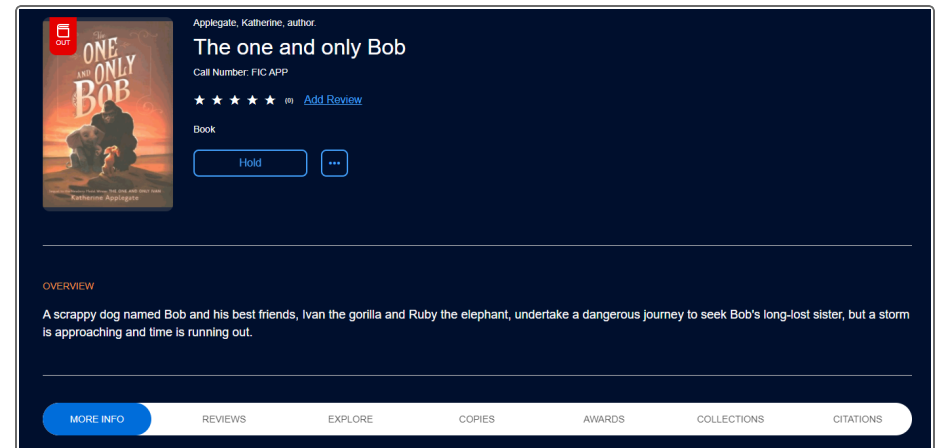 OUT
The
ONE
AND ONLY
BOB
Katherine Applegate
Applegate, Katherine, author.
The one and only Bob
Call Number: FIC APP
(0) Add Review
Book
Hold
OVERVIEW
A scrappy dog named Bob and his best friends, Ivan the gorilla and Ruby the elephant, undertake a dangerous journey to seek Bob's long-lost sister, but a storm
is approaching and time is running out.
MORE INFO REVIEWS EXPLORE COPIES AWARDS COLLECTIONS CITATIONS